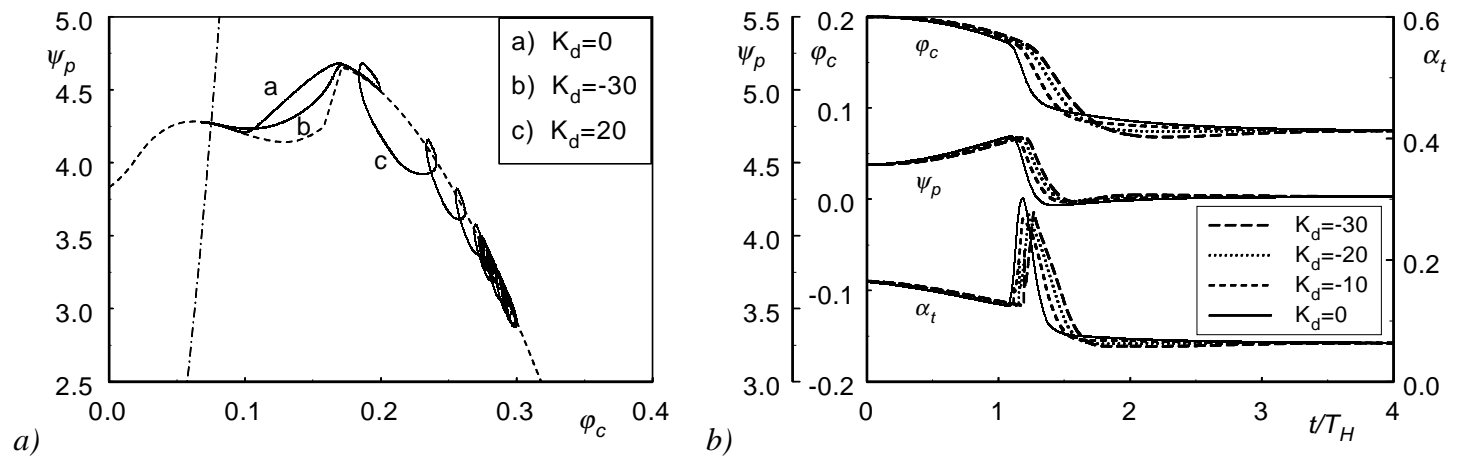 5.0
4.5
4.0
3.5
3.0
2.5
ψp
0.0
0.1
0.2
0.3
0.4
φc
a
b
c
a) Kd=0
b) Kd=-30
c) Kd=20
a)
5.5
5.0
4.5
4.0
3.5
3.0
ψp
0.2
0.1
0.0
-0.1
-0.2
φc
0.6
0.4
0.2
0.0
αt
φc
ψp
αt
Kd=-30
Kd=-20
Kd=-10
Kd=0
0
1
2
3
4
t/TH
b)